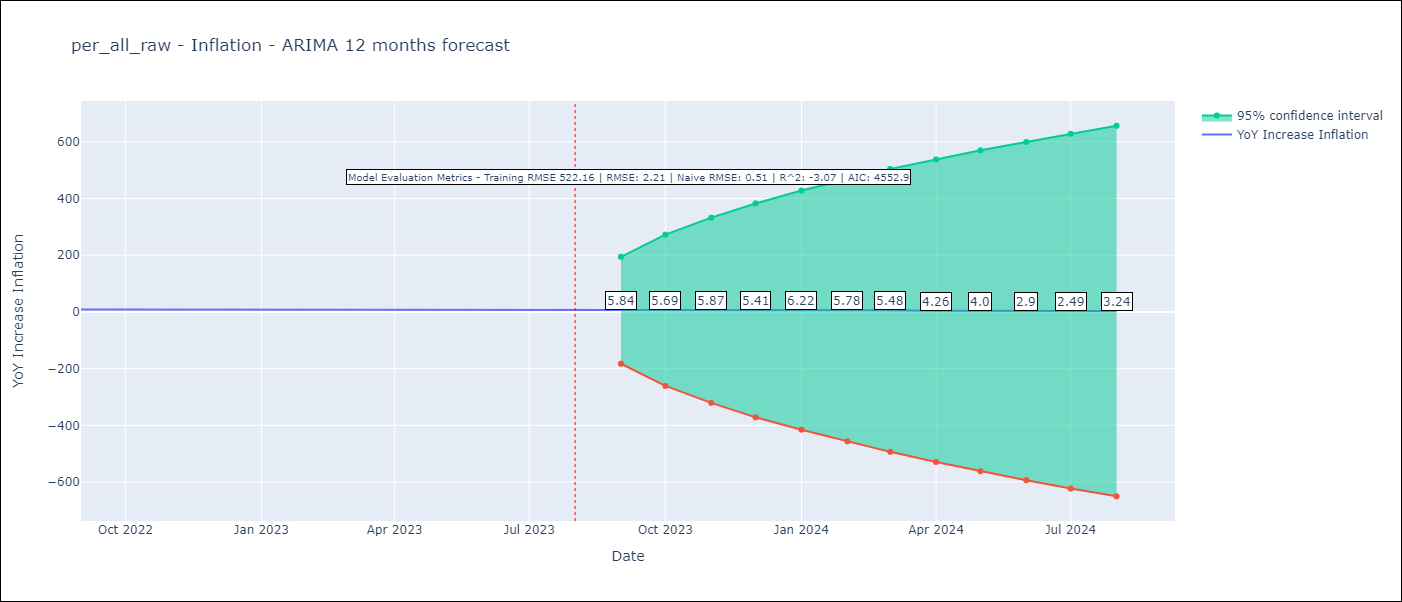 per_all_raw - Inflation - ARIMA 12 months forecast
95% confidence interval
YoY Increase Inflation
Model Evaluation Metrics - Training RMSE 522.16 | RMSE: 2.21 | Naive RMSE: 0.51 | R^2: -3.07 | AIC: 4552.9
YoY Increase Inflation
600
400
200
0
−200
−400
−600
5.84 5.69 5.87 5.41 6.22 5.78 5.48 4.26 4.0 2.9 2.49 3.24
Oct 2022 Jan 2023 Apr 2023 Jul 2023 Oct 2023 Jan 2024 Apr 2024 Jul 2024
Date